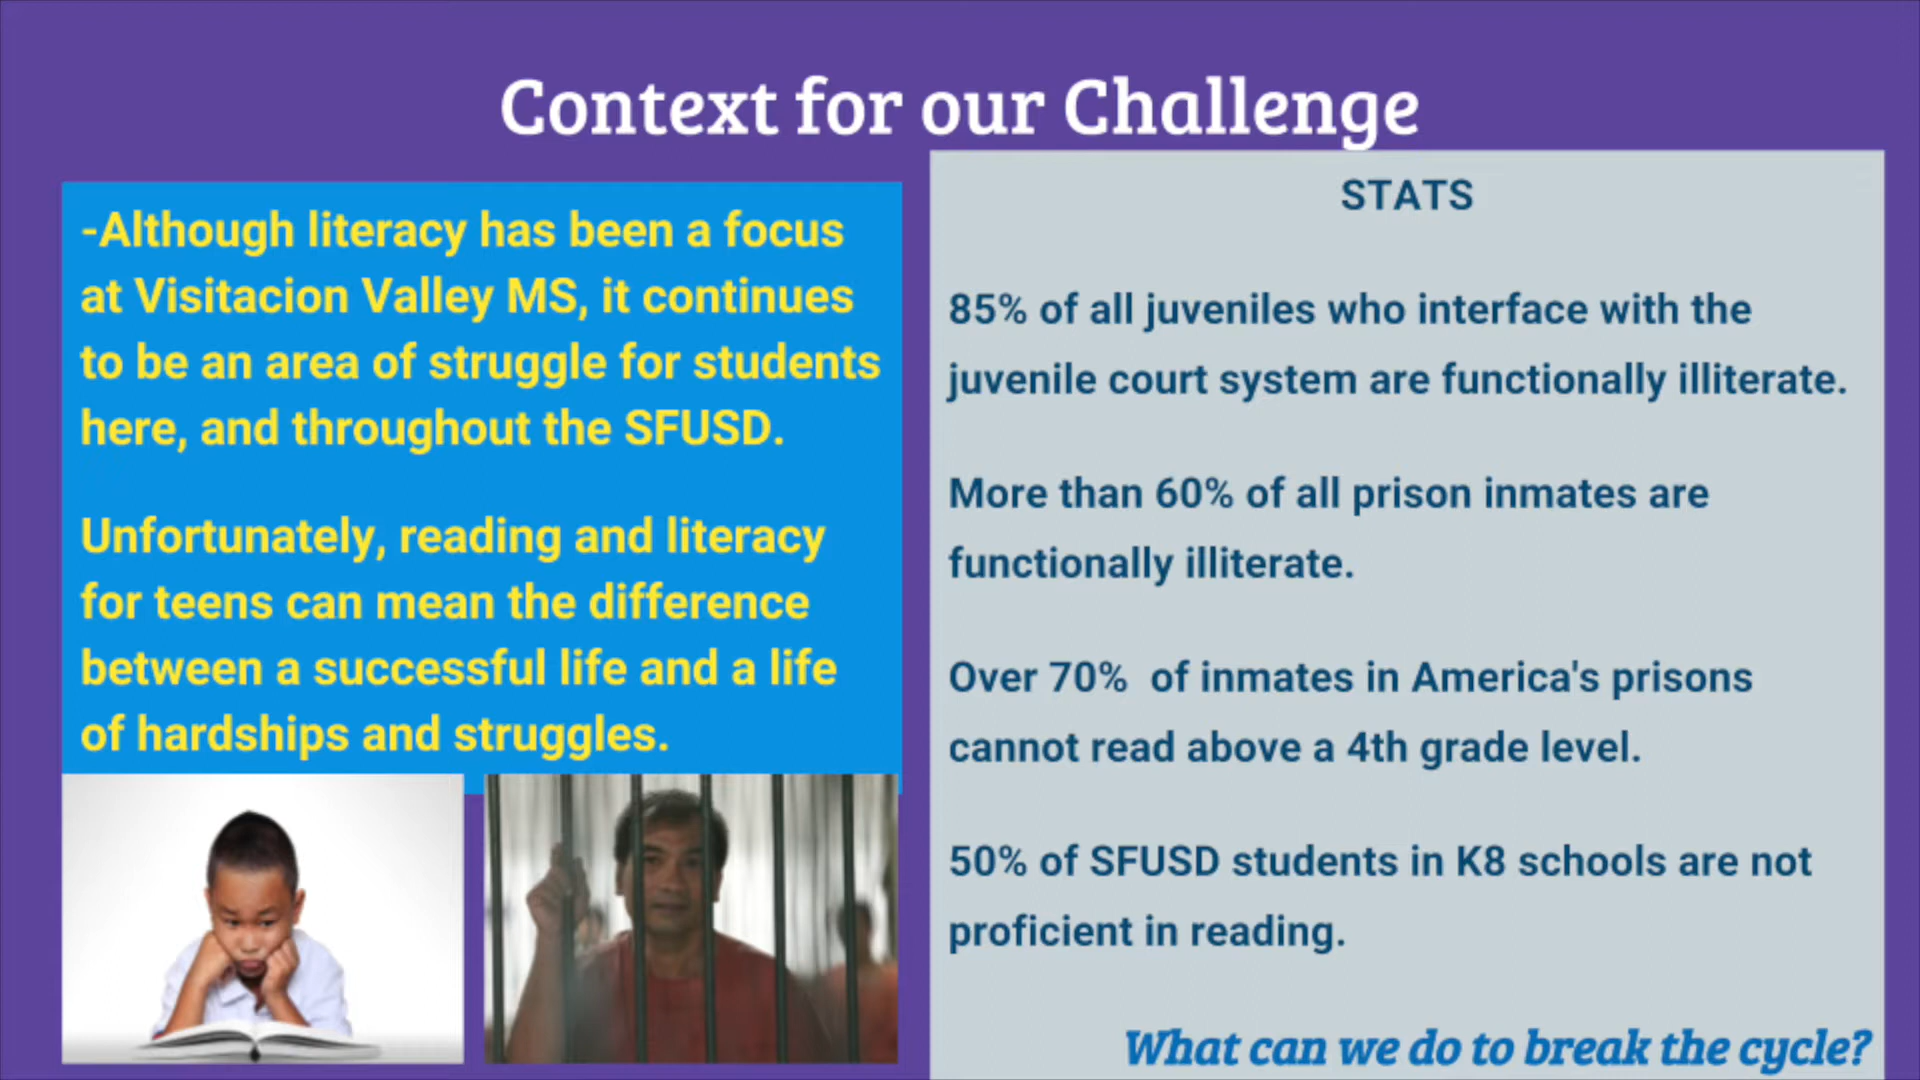 Context for our Challenge
-Although literacy has been a focus
at Visitacion Valley MS, it continues
to be an area of struggle for students
here, and throughout the SFUSD.
Unfortunately, reading and literacy
for teens can mean the difference
between a successful life and a life
of hardships and struggles.
STATS
85% of all juveniles who interface with the
juvenile court system are functionally illiterate.
More than 60% of all prison inmates are
functionally illiterate.
Over 70% of inmates in America's prisons
cannot read above a 4th grade level.
50% of SFUSD students in K8 schools are not
proficient in reading.
What can we do to break the cycle?